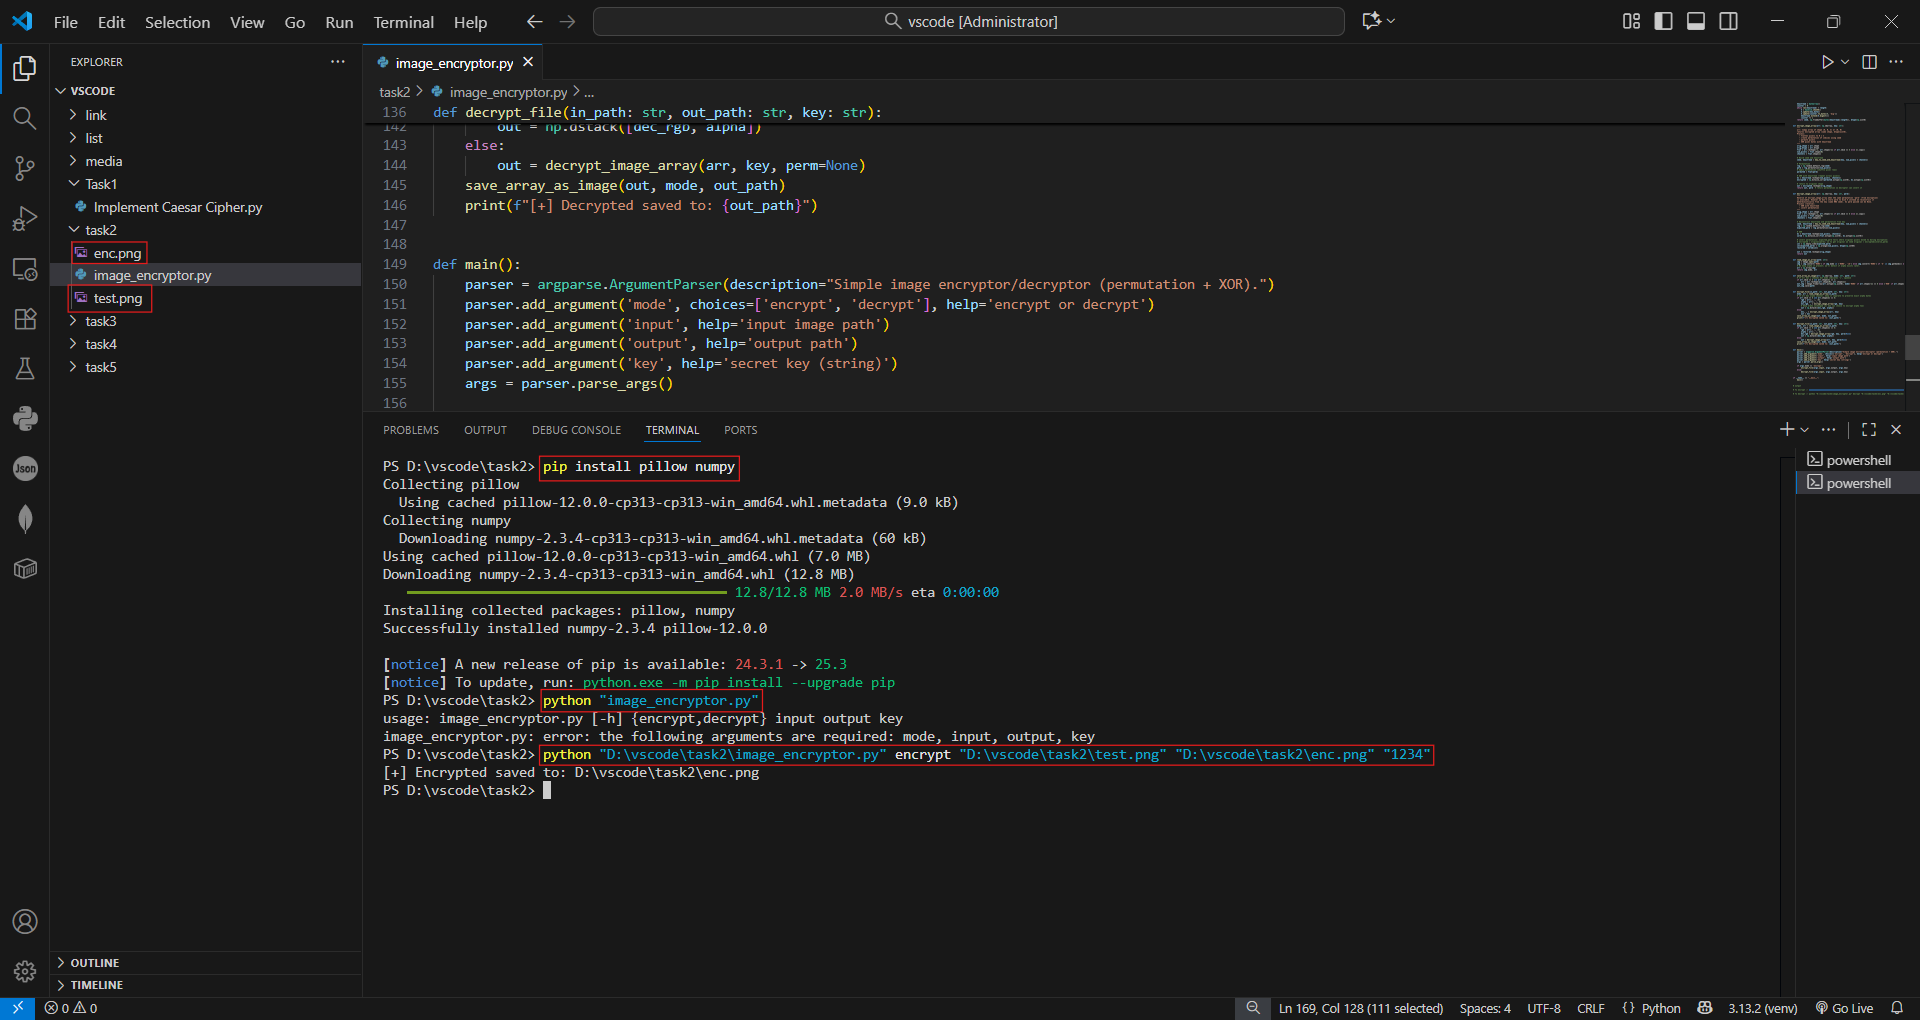 File Edit Selection View Go Run Terminal Help
vscode [Administrator]
EXPLORER
VSCODE
link
list
media
Task1
Implement Caesar Cipher.py
task2
enc.png
image_encryptor.py
test.png
task3
task4
task5
OUTLINE
TIMELINE
Json
image_encryptor.py
task2 > image_encryptor.py > ...
136 def decrypt_file(in_path: str, out_path: str, key: str):
142 out = np.dstack([dec_rgb, alpha])
143 else:
144 out = decrypt_image_array(arr, key, perm=None)
145 save_array_as_image(out, mode, out_path)
146 print(f"[+] Decrypted saved to: {out_path}")
147
148
149 def main():
150 parser = argparse.ArgumentParser(description="Simple image encryptor/decryptor (permutation + XOR).")
151 parser.add_argument('mode', choices=['encrypt', 'decrypt'], help='encrypt or decrypt')
152 parser.add_argument('input', help='input image path')
153 parser.add_argument('output', help='output path')
154 parser.add_argument('key', help='secret key (string)')
155 args = parser.parse_args()
156
PROBLEMS OUTPUT DEBUG CONSOLE TERMINAL PORTS
powershell
powershell
PS D:\vscode\task2> pip install pillow numpy
Collecting pillow
Using cached pillow-12.0.0-cp313-cp313-win_amd64.whl.metadata (9.0 kB)
Collecting numpy
Downloading numpy-2.3.4-cp313-cp313-win_amd64.whl.metadata (60 kB)
Using cached pillow-12.0.0-cp313-cp313-win_amd64.whl (7.0 MB)
Downloading numpy-2.3.4-cp313-cp313-win_amd64.whl (12.8 MB)
12.8/12.8 MB 2.0 MB/s eta 0:00:00
Installing collected packages: pillow, numpy
Successfully installed numpy-2.3.4 pillow-12.0.0
[notice] A new release of pip is available: 24.3.1 -> 25.3
[notice] To update, run: python.exe -m pip install --upgrade pip
PS D:\vscode\task2> python "image_encryptor.py"
usage: image_encryptor.py [-h] {encrypt,decrypt} input output key
image_encryptor.py: error: the following arguments are required: mode, input, output, key
PS D:\vscode\task2> python "D:\vscode\task2\image_encryptor.py" encrypt "D:\vscode\task2\test.png" "D:\vscode\task2\enc.png" "1234"
[+] Encrypted saved to: D:\vscode\task2\enc.png
PS D:\vscode\task2>
0 0
Ln 169, Col 128 (111 selected) Spaces: 4 UTF-8 CRLF {} Python 3.13.2 (venv) Go Live